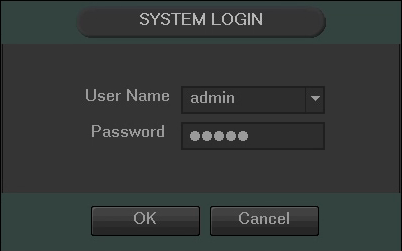 SYSTEM LOGIN
User Name admin
Password ●●●●●
OK Cancel